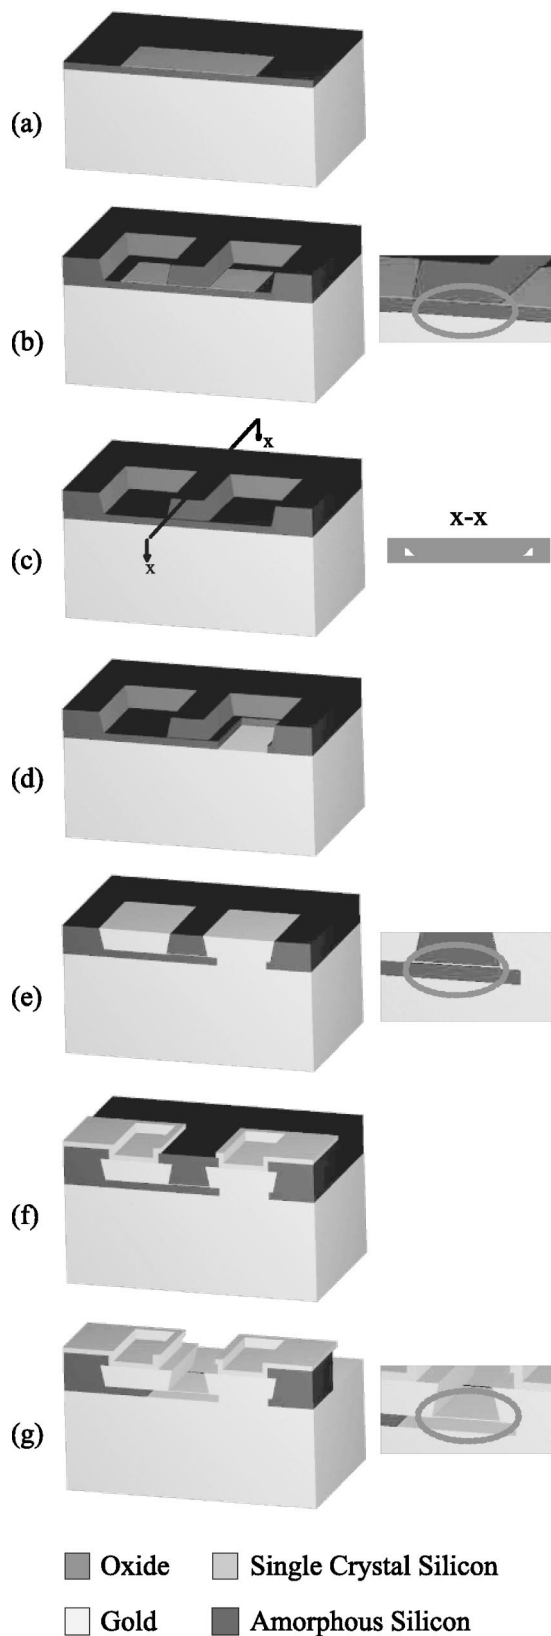 (a)
(b)
x
x
(c)
x-x
(d)
(e)
(f)
(g)
Oxide
Single Crystal Silicon
Gold
Amorphous Silicon